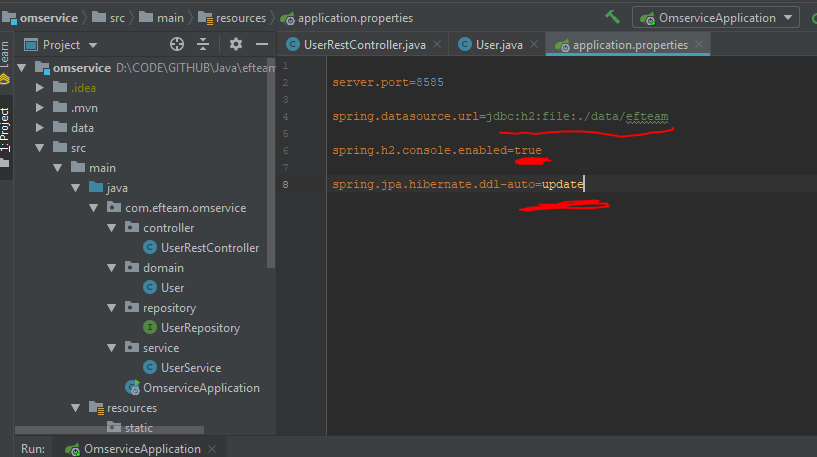 omservice src main resources application.properties OmserviceApplication
Learn
1: Project
Project UserRestController.java User.java application.properties
omservice D:\CODE\GITHUB\Java\efteam
.idea
.mvn
data
src
main
java
com.efteam.omservice
controller
UserRestController
domain
User
repository
UserRepository
service
UserService
OmserviceApplication
resources
static
1
2 server.port=8585
3
4 spring.datasource.url=jdbc:h2:file:./data/efteam
5
6 spring.h2.console.enabled=true
7
8 spring.jpa.hibernate.ddl-auto=update
Run: OmserviceApplication